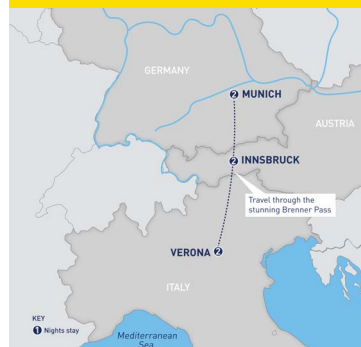 GERMANY
2 MUNICH
AUSTRIA
2 INNSBRUCK
Travel through the
stunning Brenner Pass
VERONA 2
ITALY
KEY
1 Nights stay
Mediterranean
Sea